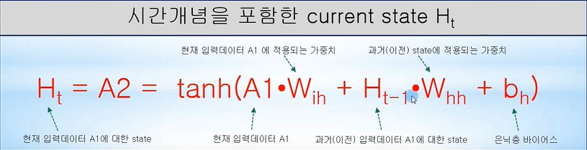 시간개념을 포함한 current state Hₜ
현재 입력데이터 A1 에 적용되는 가중치 과거(이전) state에 적용되는 가중치
Hₜ = A2 = tanh(A1•Wᵢₕ + Hₜ₋₁•Wₕₕ + bₕ)
현재 입력데이터 A1에 대한 state 현재 입력데이터 A1 과거(이전) 입력데이터 A1에 대한 state 은닉층 바이어스